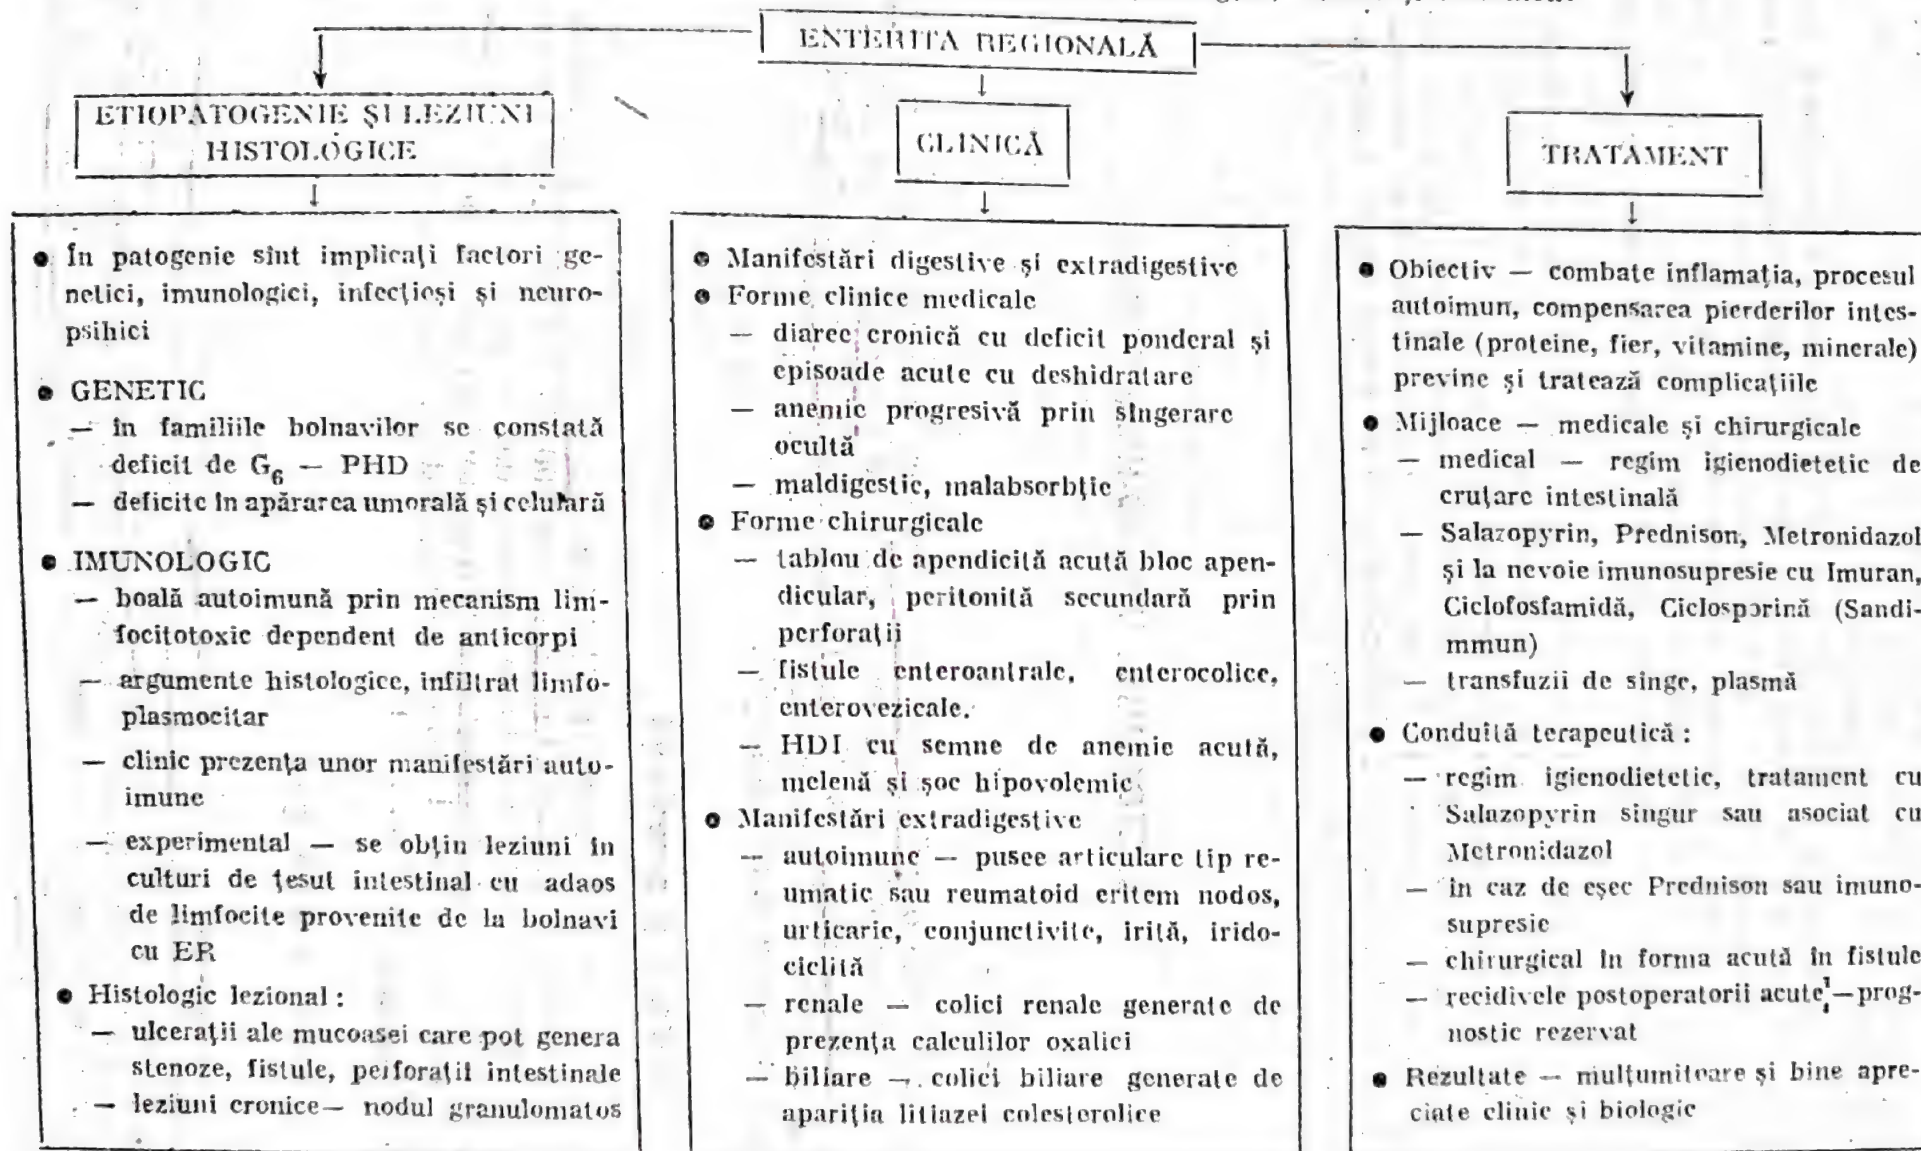 ENTERITA REGIONALĂ
ETIOPATOGENIE ŞI LEZIUNI
HISTOLOGICE
În patogenie sînt implicaţi factori ge-
netici, imunologici, infecţioşi şi neuro-
psihici
GENETIC
— în familiile bolnavilor se constată
deficit de G6 — PHD
— deficite în apărarea umorală şi celulară
IMUNOLOGIC
— boală autoimună prin mecanism lim-
focitotoxic dependent de anticorpi
— argumente histologice, infiltrat limfo-
plasmocitar
— clinic prezenţa unor manifestări auto-
imune
— experimental — se obţin leziuni în
culturi de ţesut intestinal cu adaos
de limfocite provenite de la bolnavi
cu ER
Histologic lezional :
— ulceraţii ale mucoasei care pot genera
stenoze, fistule, perforaţii intestinale
— leziuni cronice— nodul granulomatos
CLINICĂ
Manifestări digestive şi extradigestive
Forme clinice medicale
— diaree cronică cu deficit ponderal şi
episoade acute cu deshidratare
— anemie progresivă prin sîngerare
ocultă
— maldigestie, malabsorbţie
Forme chirurgicale
— tablou de apendicită acută bloc apen-
dicular, peritonită secundară prin
perforaţii
— fistule enteroantrale, enterocolice,
enterovezicale.
— HDI cu semne de anemie acută,
melenă şi şoc hipovolemic
Manifestări extradigestive
— autoimune — pusee articulare tip re-
umatic sau reumatoid eritem nodos,
urticarie, conjunctivite, irită, irido-
ciclită
— renale — colici renale generate de
prezenţa calculilor oxalici
— biliare — colici biliare generate de
apariţia litiazei colesterolice
TRATAMENT
Obiectiv — combate inflamaţia, procesul
autoimun, compensarea pierderilor intes-
tinale (proteine, fier, vitamine, minerale)
previne şi tratează complicaţiile
Mijloace — medicale şi chirurgicale
— medical — regim igienodietetic de
cruţare intestinală
— Salazopyrin, Prednison, Metronidazol
şi la nevoie imunosupresie cu Imuran,
Ciclofosfamidă, Ciclosporină (Sandi-
mmun)
— transfuzii de sînge, plasmă
Conduită terapeutică :
— regim igienodietetic, tratament cu
Salazopyrin singur sau asociat cu
Metronidazol
— în caz de eşec Prednison sau imuno-
supresie
— chirurgical în forma acută în fistule
— recidivele postoperatorii acute — prog-
nostic rezervat
Rezultate — mulţumitoare şi bine apre-
ciate clinic şi biologic